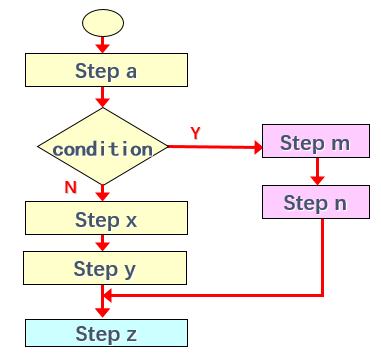 Step a
condition
Y
Step m
N
Step n
Step x
Step y
Step z